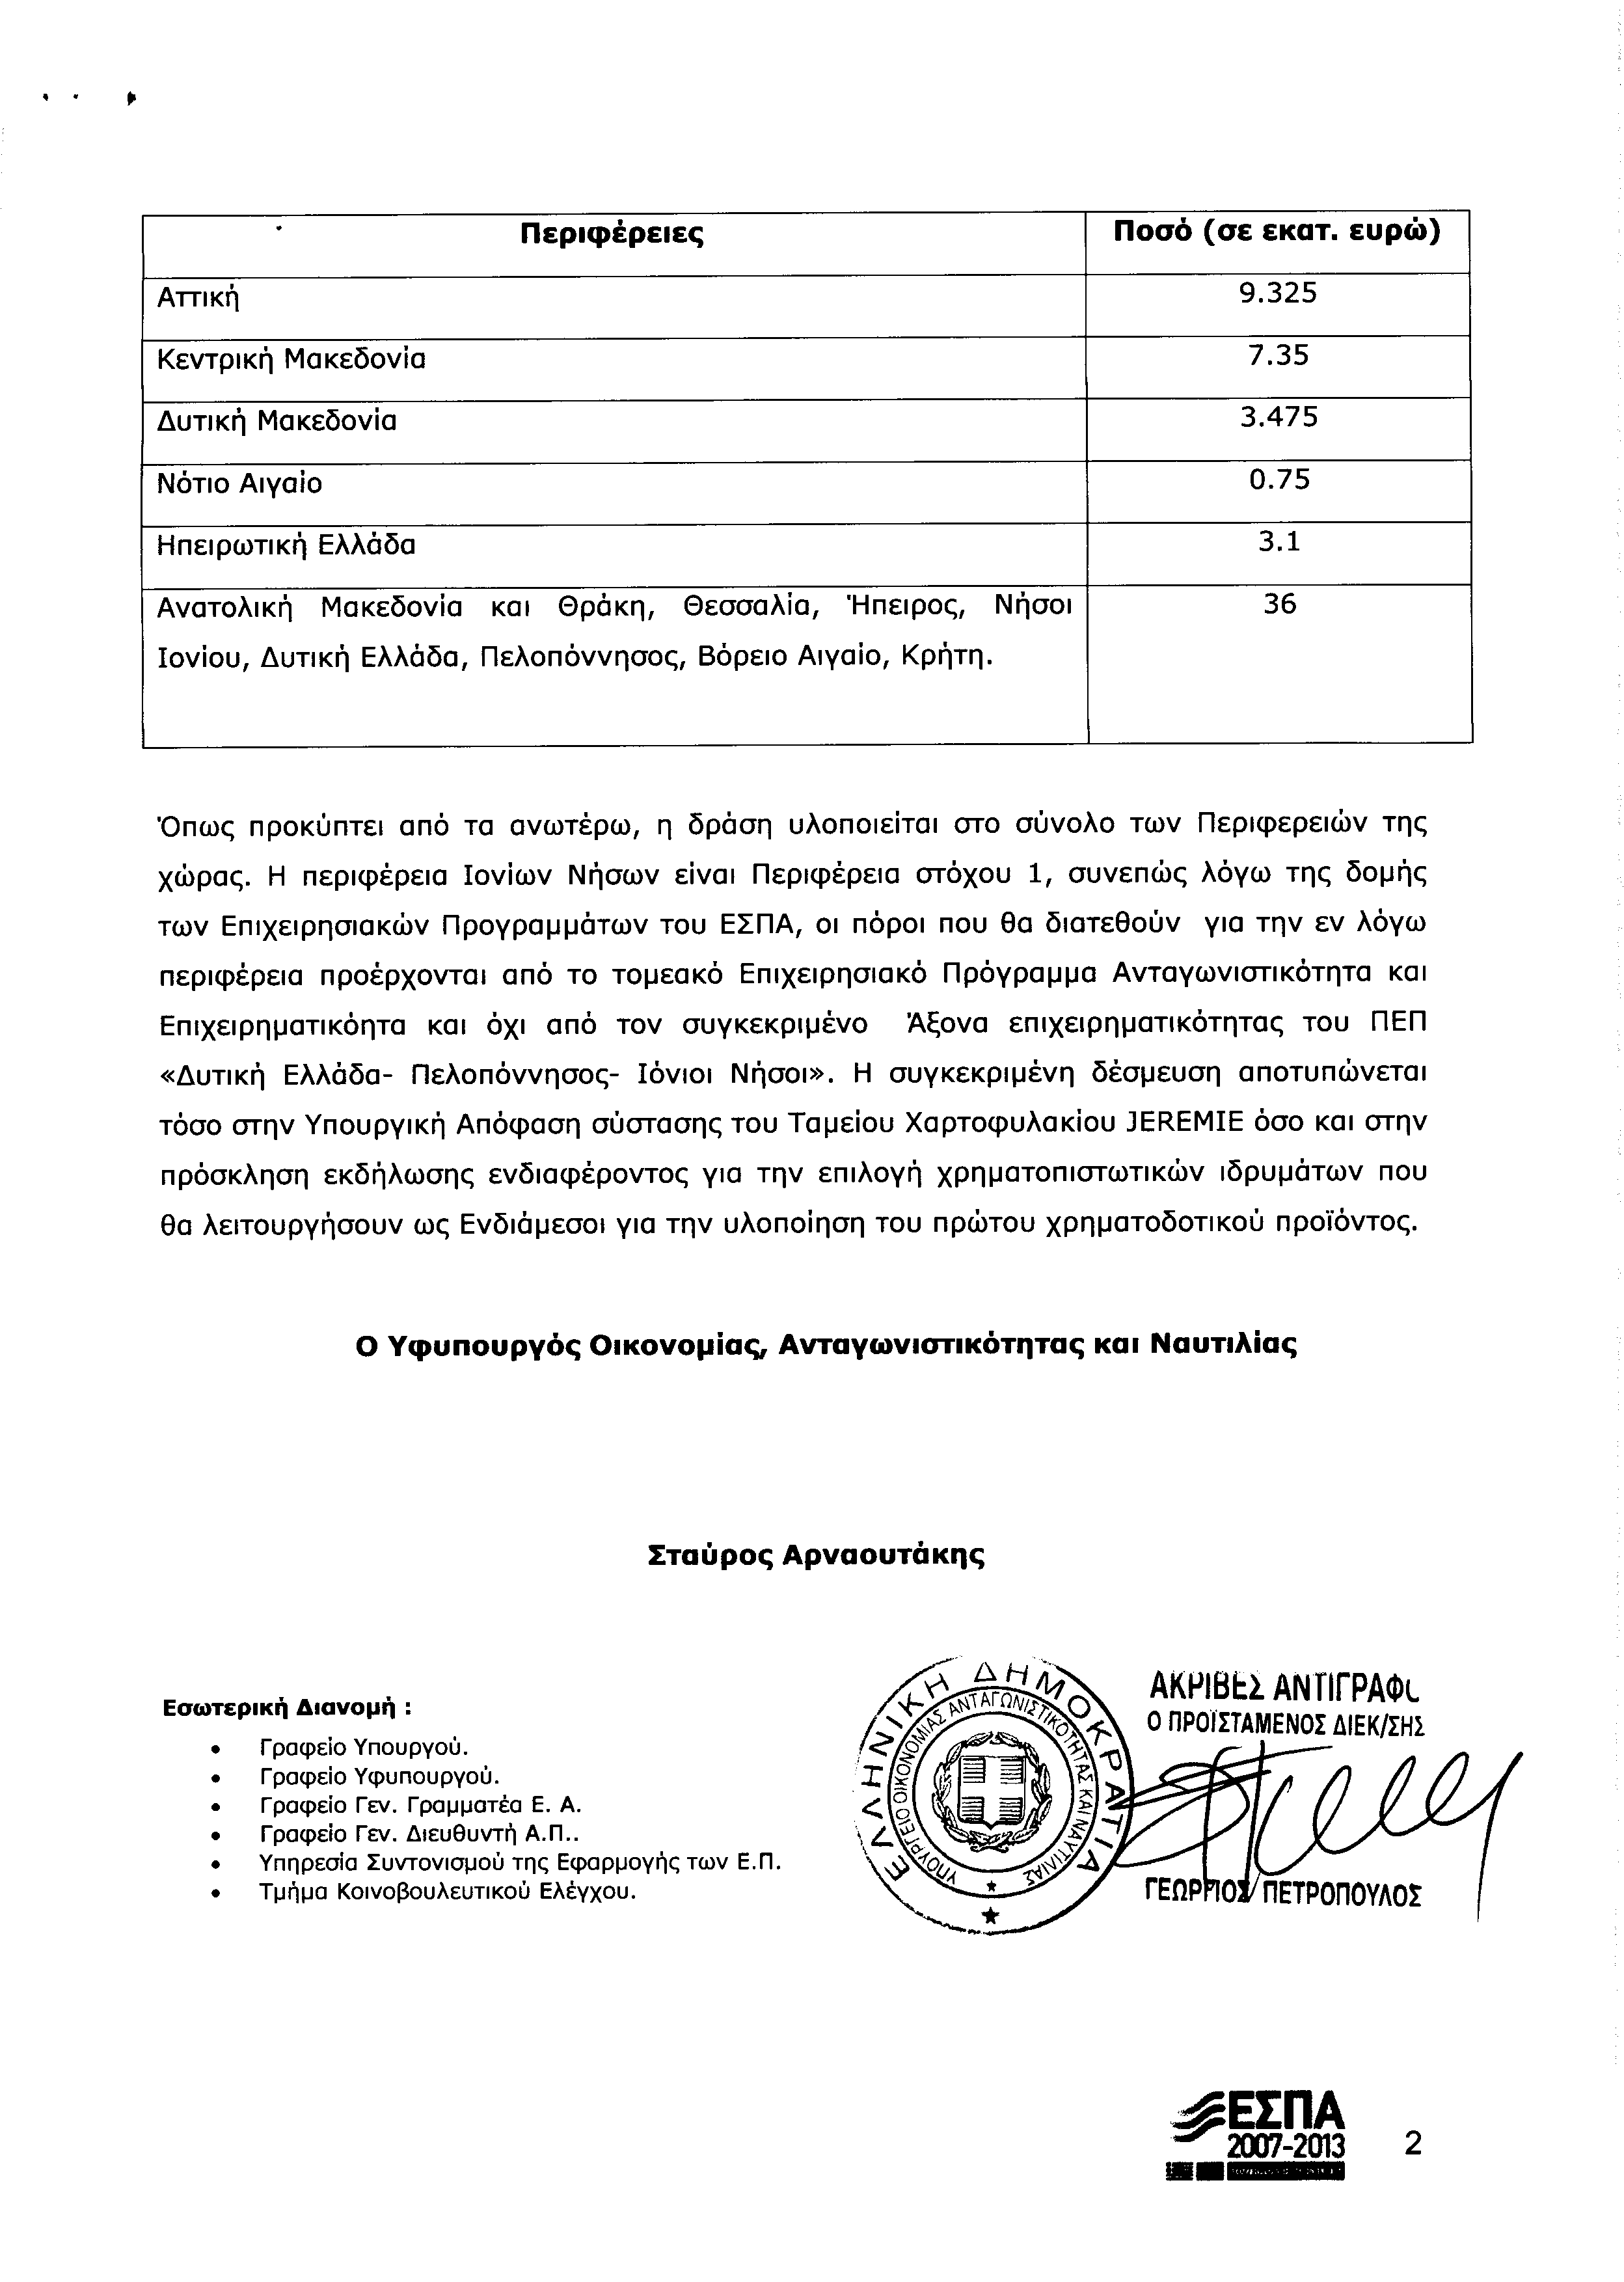 Περιφέρειες Ποσό (σε εκατ. ευρώ)
Αττική 9.325
Κεντρική Μακεδονία 7.35
Δυτική Μακεδονία 3.475
Νότιο Αιγαίο 0.75
Ηπειρωτική Ελλάδα 3.1
Ανατολική Μακεδονία και Θράκη, Θεσσαλία, Ήπειρος, Νήσοι 36
Ιονίου, Δυτική Ελλάδα, Πελοπόννησος, Βόρειο Αιγαίο, Κρήτη.
Όπως προκύπτει από τα ανωτέρω, η δράση υλοποιείται στο σύνολο των Περιφερειών της
χώρας. Η περιφέρεια Ιονίων Νήσων είναι Περιφέρεια στόχου 1, συνεπώς λόγω της δομής
των Επιχειρησιακών Προγραμμάτων του ΕΣΠΑ, οι πόροι που θα διατεθούν για την εν λόγω
περιφέρεια προέρχονται από το τομεακό Επιχειρησιακό Πρόγραμμα Ανταγωνιστικότητα και
Επιχειρηματικόητα και όχι από τον συγκεκριμένο Άξονα επιχειρηματικότητας του ΠΕΠ
«Δυτική Ελλάδα- Πελοπόννησος- Ιόνιοι Νήσοι». Η συγκεκριμένη δέσμευση αποτυπώνεται
τόσο στην Υπουργική Απόφαση σύστασης του Ταμείου Χαρτοφυλακίου JEREMIE όσο και στην
πρόσκληση εκδήλωσης ενδιαφέροντος για την επιλογή χρηματοπιστωτικών ιδρυμάτων που
θα λειτουργήσουν ως Ενδιάμεσοι για την υλοποίηση του πρώτου χρηματοδοτικού προϊόντος.
Ο Υφυπουργός Οικονομίας, Ανταγωνιστικότητας και Ναυτιλίας
Σταύρος Αρναουτάκης
Εσωτερική Διανομή :
• Γραφείο Υπουργού.
• Γραφείο Υφυπουργού.
• Γραφείο Γεν. Γραμματέα Ε. Α.
• Γραφείο Γεν. Διευθυντή Α.Π..
• Υπηρεσία Συντονισμού της Εφαρμογής των Ε.Π.
• Τμήμα Κοινοβουλευτικού Ελέγχου.
ΕΛΛΗΝΙΚΗ ΔΗΜΟΚΡΑΤΙΑ
ΥΠΟΥΡΓΕΙΟ ΟΙΚΟΝΟΜΙΑΣ ΑΝΤΑΓΩΝΙΣΤΙΚΟΤΗΤΑΣ ΚΑΙ ΝΑΥΤΙΛΙΑΣ
ΑΚΡΙΒΕΣ ΑΝΤΙΓΡΑΦΟ
Ο ΠΡΟΪΣΤΑΜΕΝΟΣ ΔΙΕΚ/ΣΗΣ
ΓΕΩΡΓΙΟΣ ΠΕΤΡΟΠΟΥΛΟΣ
ΕΣΠΑ
2007-2013
2